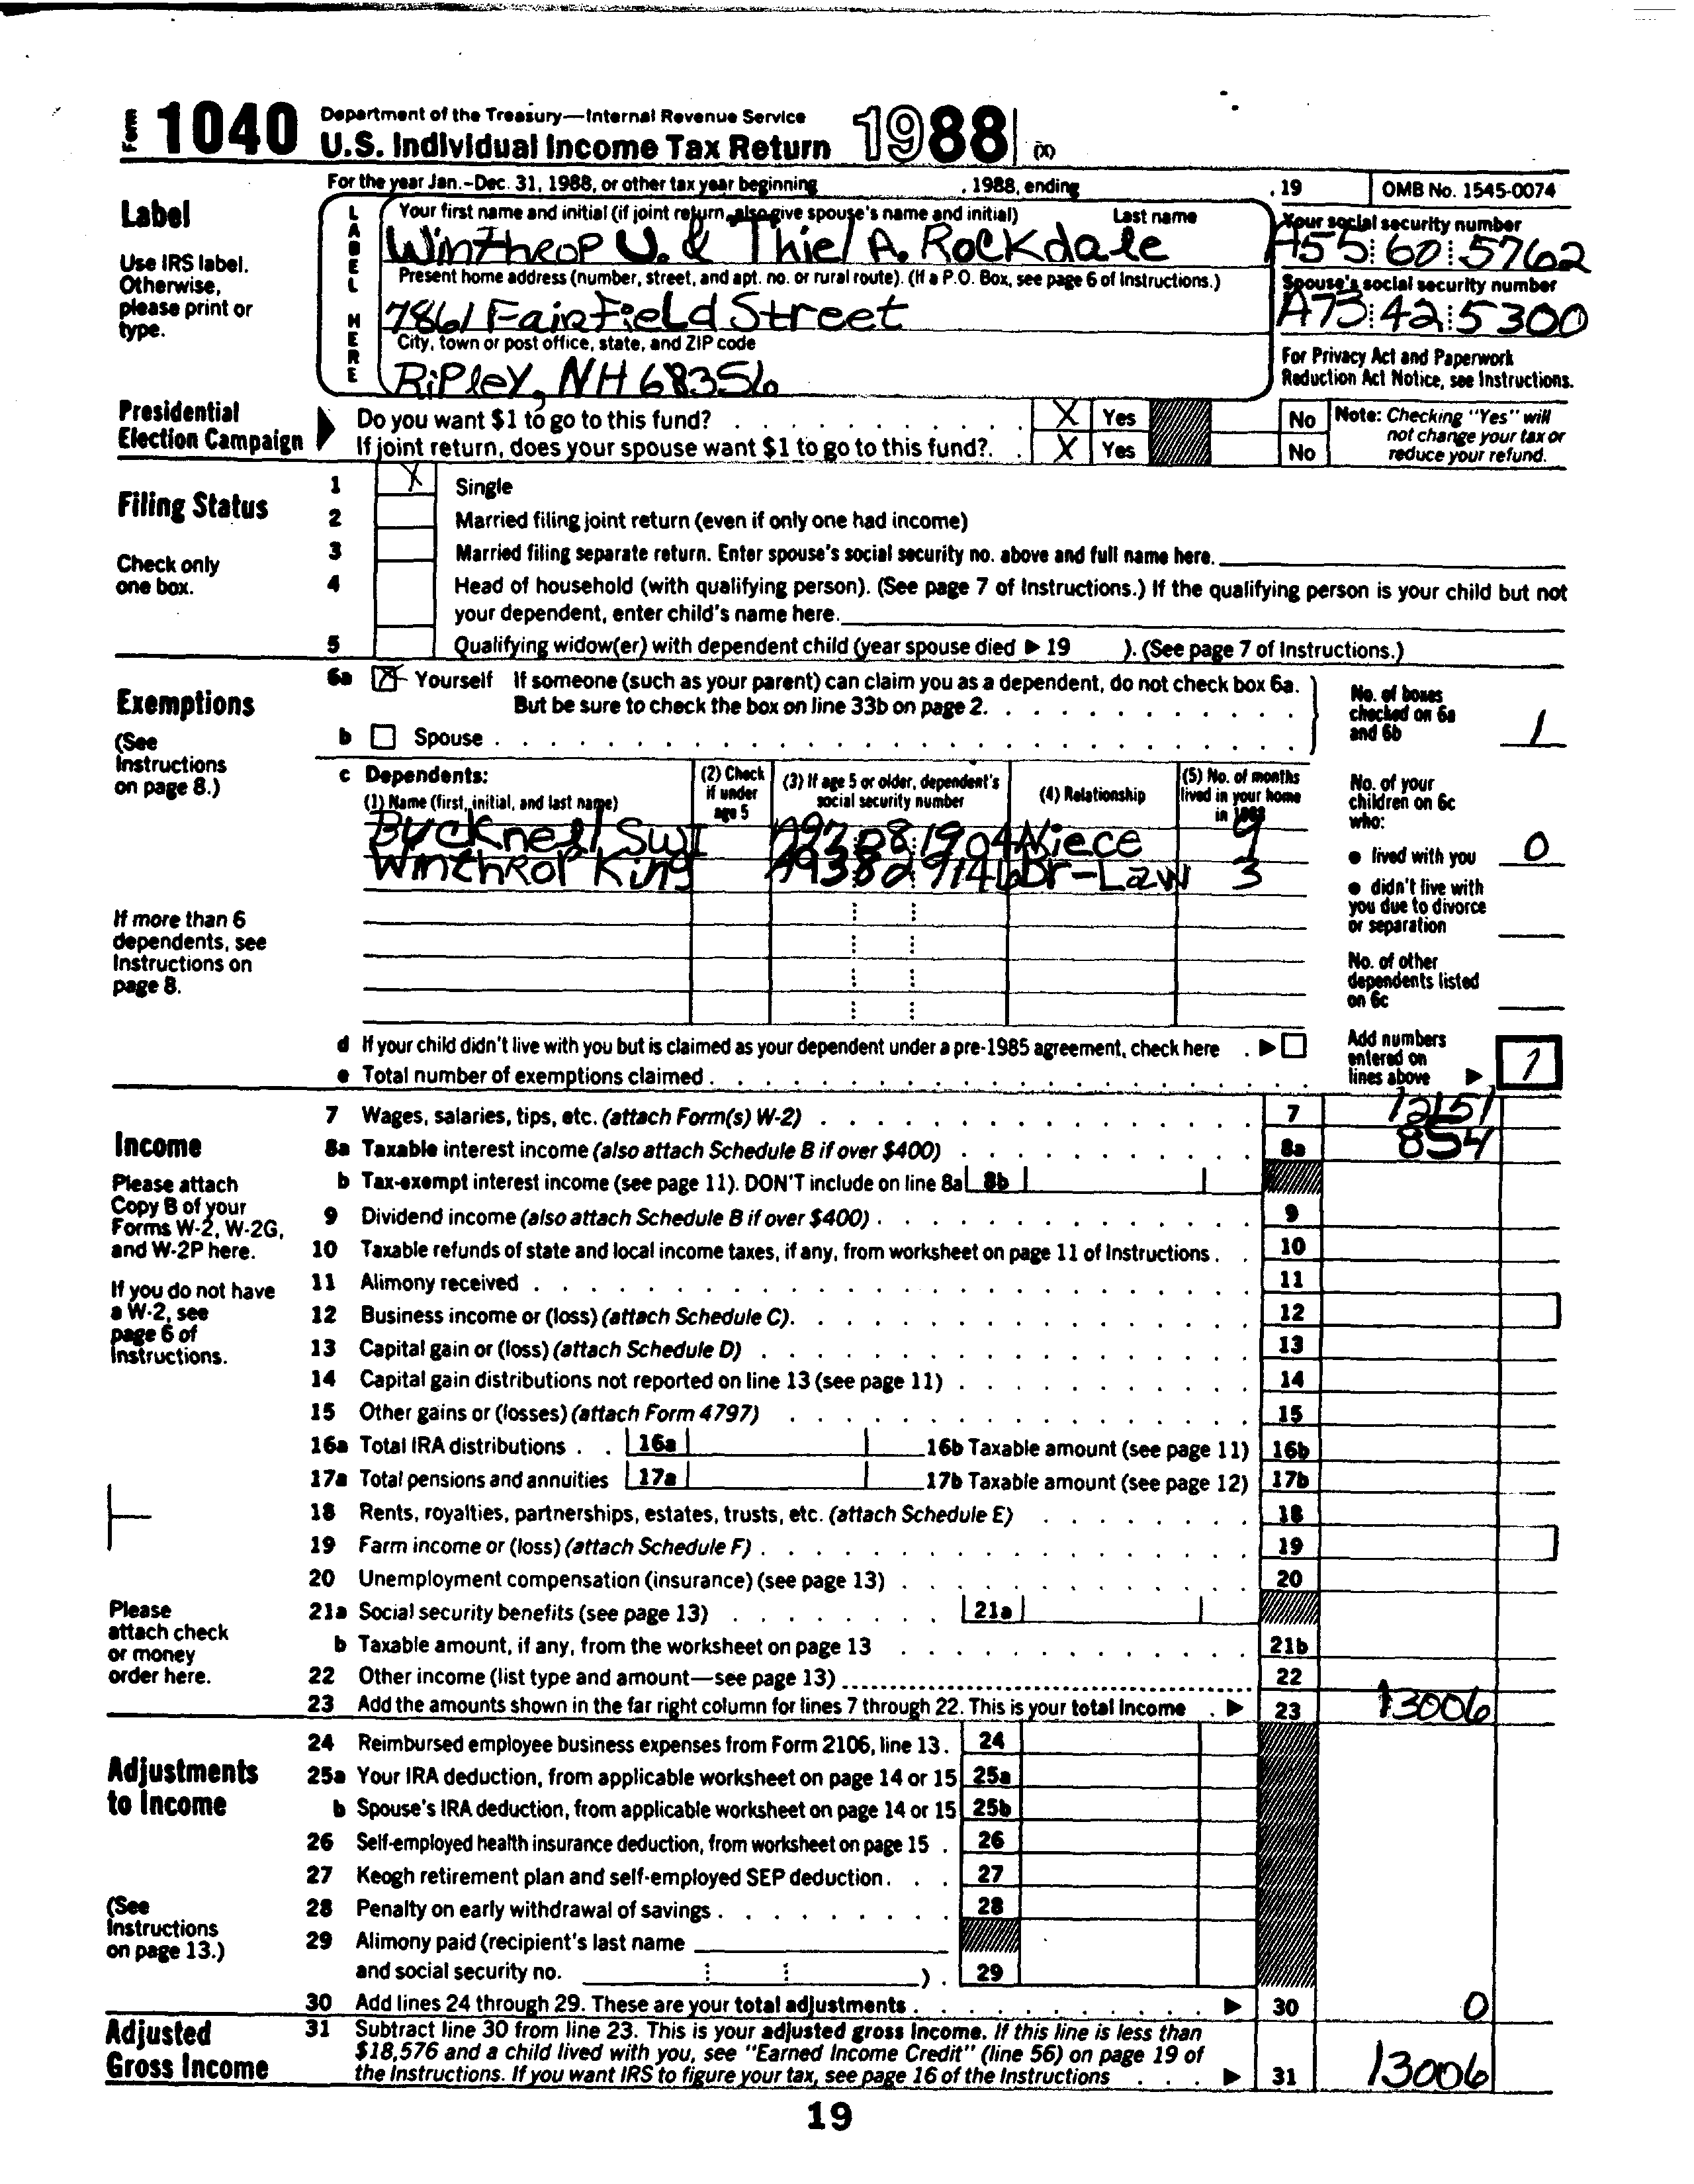 Form 1040 Department of the Treasury—Internal Revenue Service
U.S. Individual Income Tax Return 1988 (X)
For the year Jan.-Dec. 31, 1988, or other tax year beginning , 1988, ending , 19 OMB No. 1545-0074
Label
Use IRS label. Otherwise, please print or type.
LABEL HERE
Your first name and initial (if joint return, also give spouse's name and initial) Last name
Winthrop U. & Thiel A. Rockdale
Your social security number
A55 60 5762
Present home address (number, street, and apt. no. or rural route). (If a P.O. Box, see page 6 of Instructions.)
7861 Fairfield Street
Spouse's social security number
A73 42 5300
City, town or post office, state, and ZIP code
Ripley, NH 68356
For Privacy Act and Paperwork Reduction Act Notice, see Instructions.
Presidential Election Campaign
Do you want $1 to go to this fund? X Yes No
If joint return, does your spouse want $1 to go to this fund?. X Yes No
Note: Checking "Yes" will not change your tax or reduce your refund.
Filing Status
Check only one box.
1 X Single
2 Married filing joint return (even if only one had income)
3 Married filing separate return. Enter spouse's social security no. above and full name here.
4 Head of household (with qualifying person). (See page 7 of Instructions.) If the qualifying person is your child but not
your dependent, enter child's name here.
5 Qualifying widow(er) with dependent child (year spouse died ▶ 19 ). (See page 7 of Instructions.)
Exemptions
(See Instructions on page 8.)
6a X Yourself If someone (such as your parent) can claim you as a dependent, do not check box 6a.
But be sure to check the box on line 33b on page 2.
b Spouse
No. of boxes checked on 6a and 6b 1
c Dependents:
(1) Name (first, initial, and last name) (2) Check if under age 5 (3) If age 5 or older, dependent's social security number (4) Relationship (5) No. of months lived in your home in 1988
Bucknell SWI Niece 9
Winthrop King Br-Law 3
No. of your children on 6c who:
● lived with you 0
● didn't live with you due to divorce or separation
No. of other dependents listed on 6c
If more than 6 dependents, see Instructions on page 8.
d If your child didn't live with you but is claimed as your dependent under a pre-1985 agreement, check here . ▶
e Total number of exemptions claimed
Add numbers entered on lines above ▶ 1
Income
Please attach Copy B of your Forms W-2, W-2G, and W-2P here.
If you do not have a W-2, see page 6 of Instructions.
Please attach check or money order here.
7 Wages, salaries, tips, etc. (attach Form(s) W-2) 7 12151
8a Taxable interest income (also attach Schedule B if over $400) 8a 854
b Tax-exempt interest income (see page 11). DON'T include on line 8a 8b
9 Dividend income (also attach Schedule B if over $400) 9
10 Taxable refunds of state and local income taxes, if any, from worksheet on page 11 of Instructions 10
11 Alimony received 11
12 Business income or (loss) (attach Schedule C). 12
13 Capital gain or (loss) (attach Schedule D) 13
14 Capital gain distributions not reported on line 13 (see page 11) 14
15 Other gains or (losses) (attach Form 4797) 15
16a Total IRA distributions 16a 16b Taxable amount (see page 11) 16b
17a Total pensions and annuities 17a 17b Taxable amount (see page 12) 17b
18 Rents, royalties, partnerships, estates, trusts, etc. (attach Schedule E) 18
19 Farm income or (loss) (attach Schedule F) 19
20 Unemployment compensation (insurance) (see page 13) 20
21a Social security benefits (see page 13) 21a
b Taxable amount, if any, from the worksheet on page 13 21b
22 Other income (list type and amount—see page 13) 22
23 Add the amounts shown in the far right column for lines 7 through 22. This is your total income ▶ 23 13006
Adjustments to Income
(See Instructions on page 13.)
24 Reimbursed employee business expenses from Form 2106, line 13. 24
25a Your IRA deduction, from applicable worksheet on page 14 or 15 25a
b Spouse's IRA deduction, from applicable worksheet on page 14 or 15 25b
26 Self-employed health insurance deduction, from worksheet on page 15 26
27 Keogh retirement plan and self-employed SEP deduction 27
28 Penalty on early withdrawal of savings 28
29 Alimony paid (recipient's last name
and social security no. ) 29
30 Add lines 24 through 29. These are your total adjustments ▶ 30 0
Adjusted Gross Income
31 Subtract line 30 from line 23. This is your adjusted gross income. If this line is less than
$18,576 and a child lived with you, see "Earned Income Credit" (line 56) on page 19 of
the Instructions. If you want IRS to figure your tax, see page 16 of the Instructions ▶ 31 13006
19